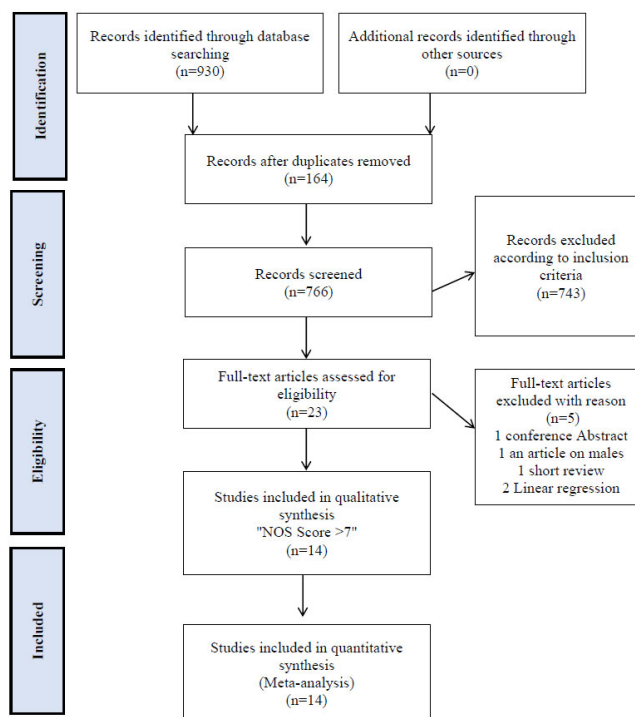 Identification
Records identified through database
searching
(n=930)
Additional records identified through
other sources
(n=0)
Records after duplicates removed
(n=164)
Screening
Records screened
(n=766)
Records excluded
according to inclusion
criteria
(n=743)
Eligibility
Full-text articles assessed for
eligibility
(n=23)
Full-text articles
excluded with reason
(n=5)
1 conference Abstract
1 an article on males
1 short review
2 Linear regression
Studies included in qualitative
synthesis
"NOS Score >7"
(n=14)
Included
Studies included in quantitative
synthesis
(Meta-analysis)
(n=14)